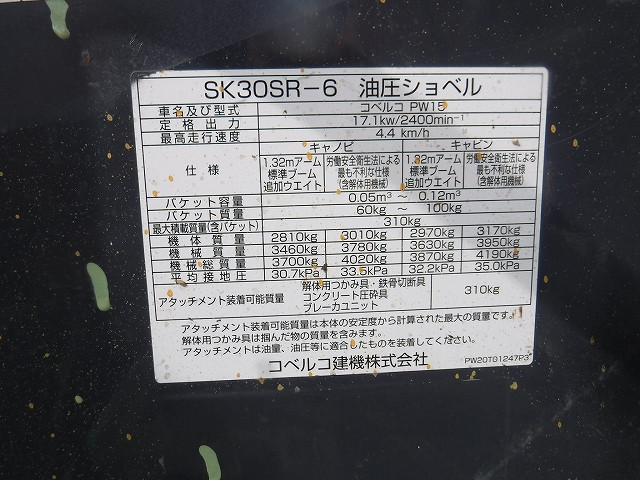 SK30SR-6 油圧ショベル
車名及び型式 コベルコ PW15
定格出力 17.1kw/2400min-1
最高走行速度 4.4 km/h
仕様 キャノピ キャビン
1.32mアーム 労働安全衛生法による 1.32mアーム 労働安全衛生法による
標準ブーム 最も不利な仕様 標準ブーム 最も不利な仕様
追加ウエイト (含解体用機械) 追加ウエイト (含解体用機械)
バケット容量 0.05m³ ~ 0.12m³
バケット質量 60kg ~ 100kg
最大積載質量(含バケット) 310kg
機体質量 2810kg 3010kg 2970kg 3170kg
機械質量 3460kg 3780kg 3630kg 3950kg
機械総質量 3700kg 4020kg 3870kg 4190kg
平均接地圧 30.7kPa 33.5kPa 32.2kPa 35.0kPa
アタッチメント装着可能質量 解体用つかみ具・鉄骨切断具 310kg
コンクリート圧砕具
ブレーカユニット
アタッチメント装着可能質量は本体の安定度から計算された最大の質量です。
解体用つかみ具は掴んだ物の質量を含みます。
アタッチメントは油量、油圧等に適合したものを装着してください。
コベルコ建機株式会社
PW20T01247P3